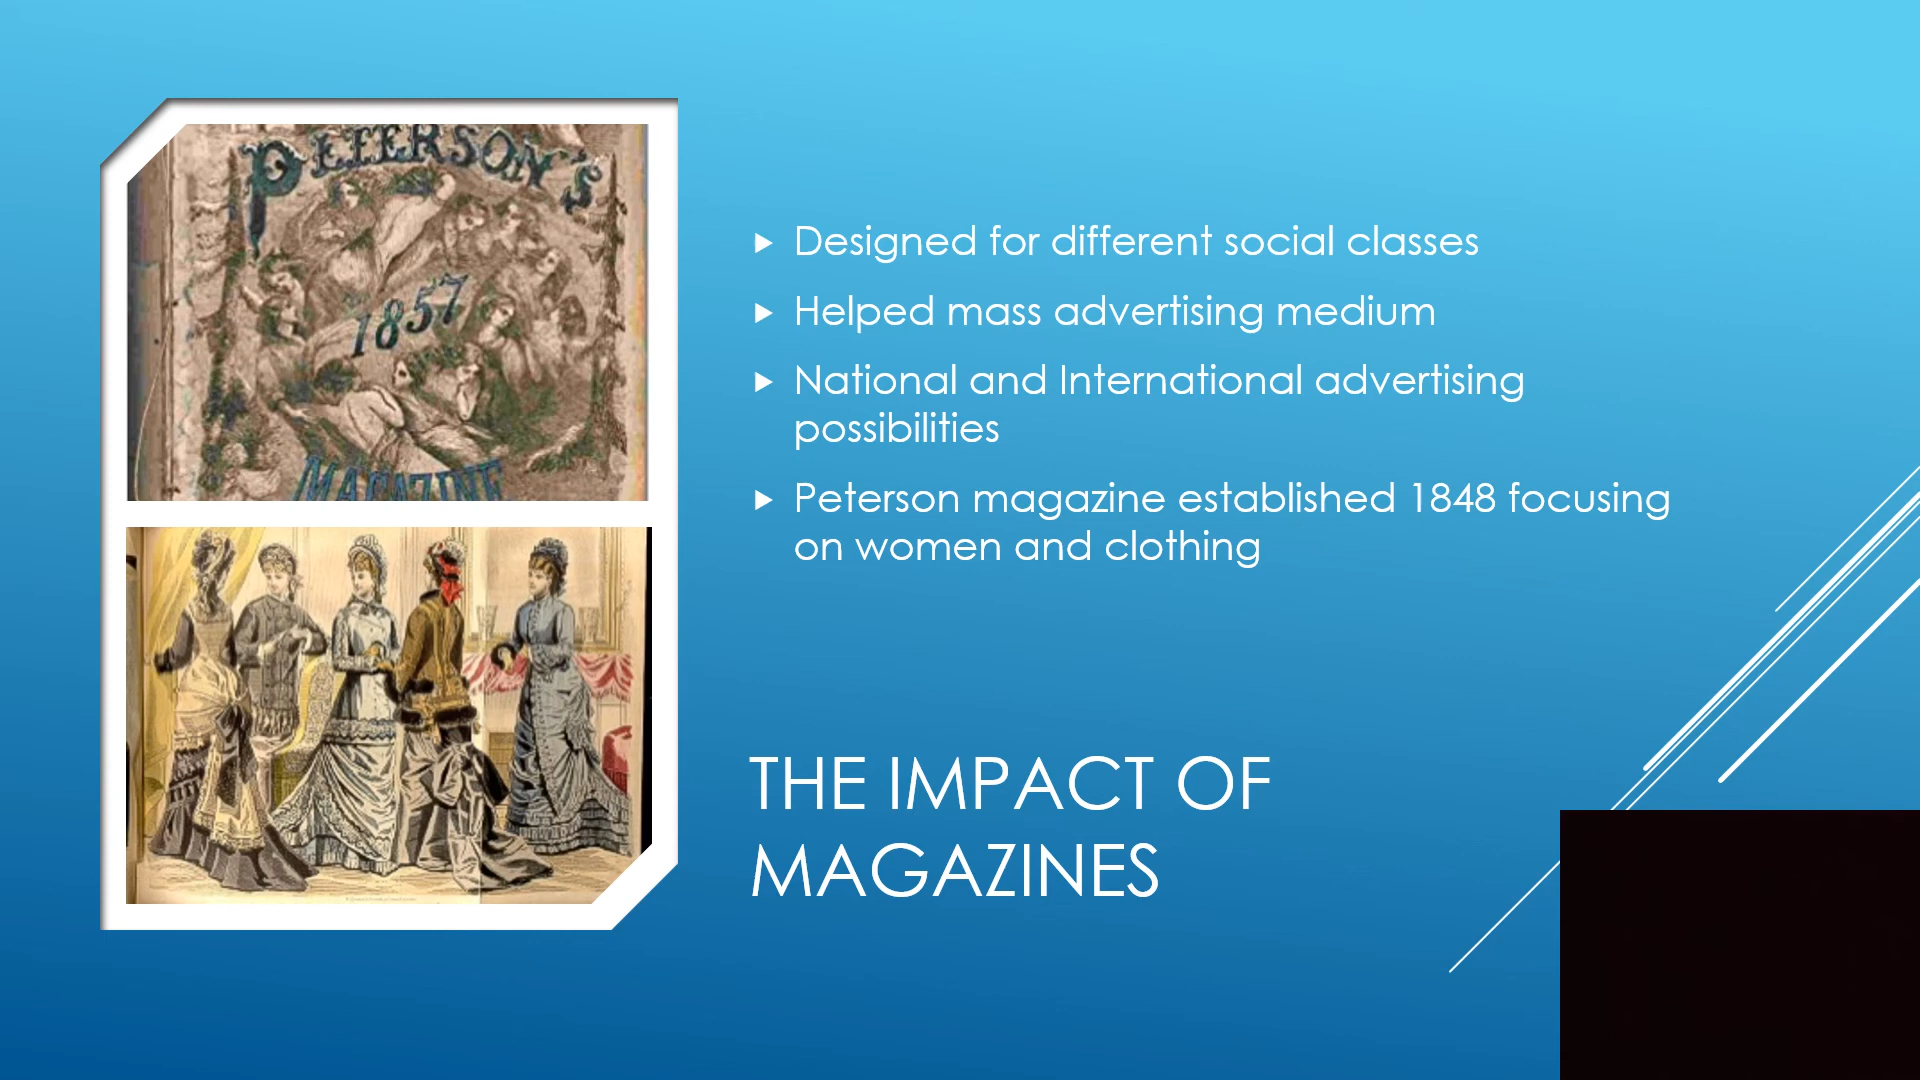 PETERSON'S
1857
MAGAZINE
Designed for different social classes
Helped mass advertising medium
National and International advertising
possibilities
Peterson magazine established 1848 focusing
on women and clothing
THE IMPACT OF
MAGAZINES